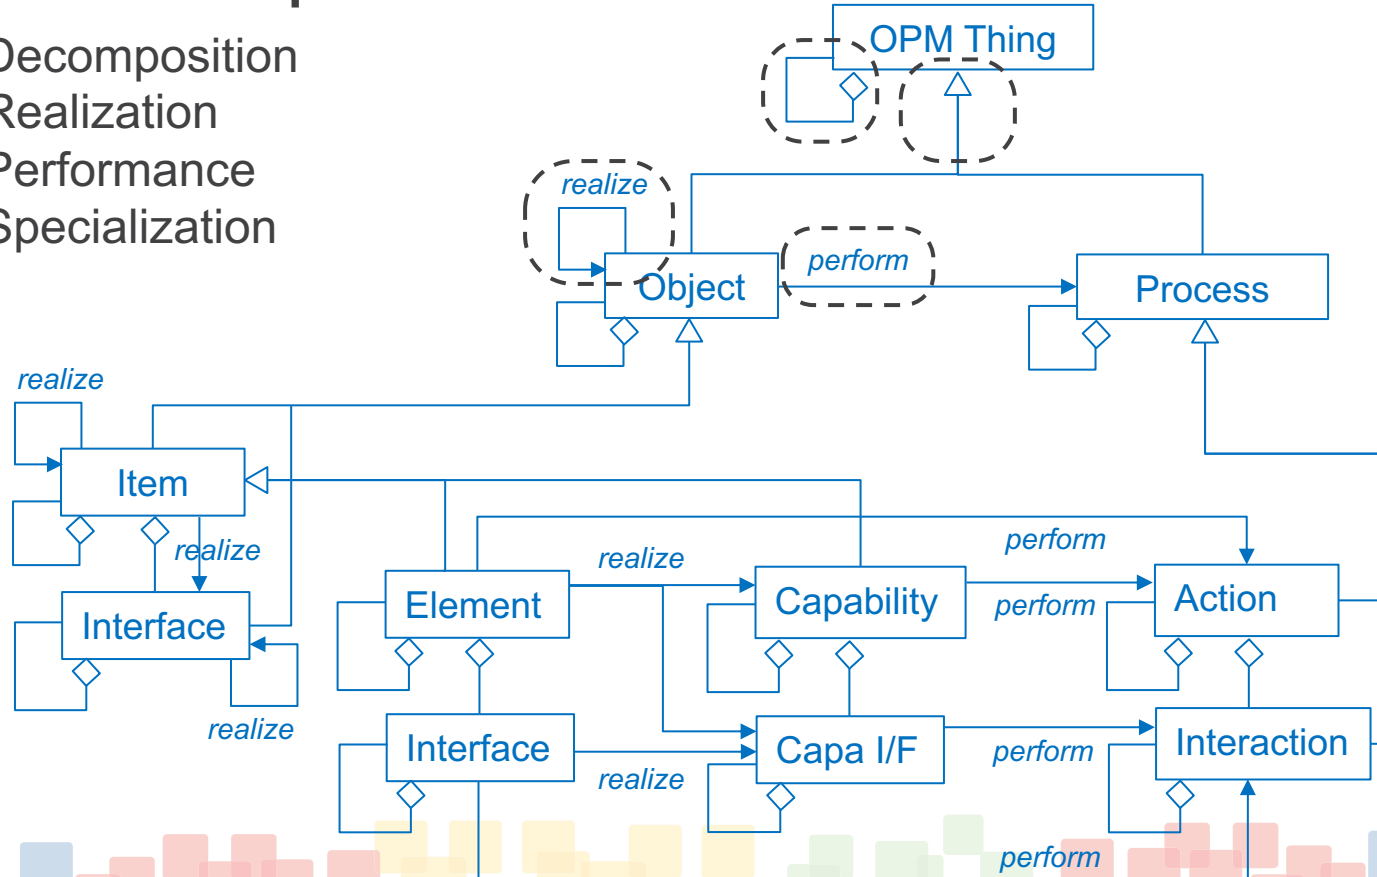 Decomposition
Realization
Performance
Specialization
OPM Thing
realize
perform
Object
Process
realize
Item
realize
Interface
realize
realize
perform
perform
Element
Capability
Action
Interface
realize
Capa I/F
perform
Interaction
perform